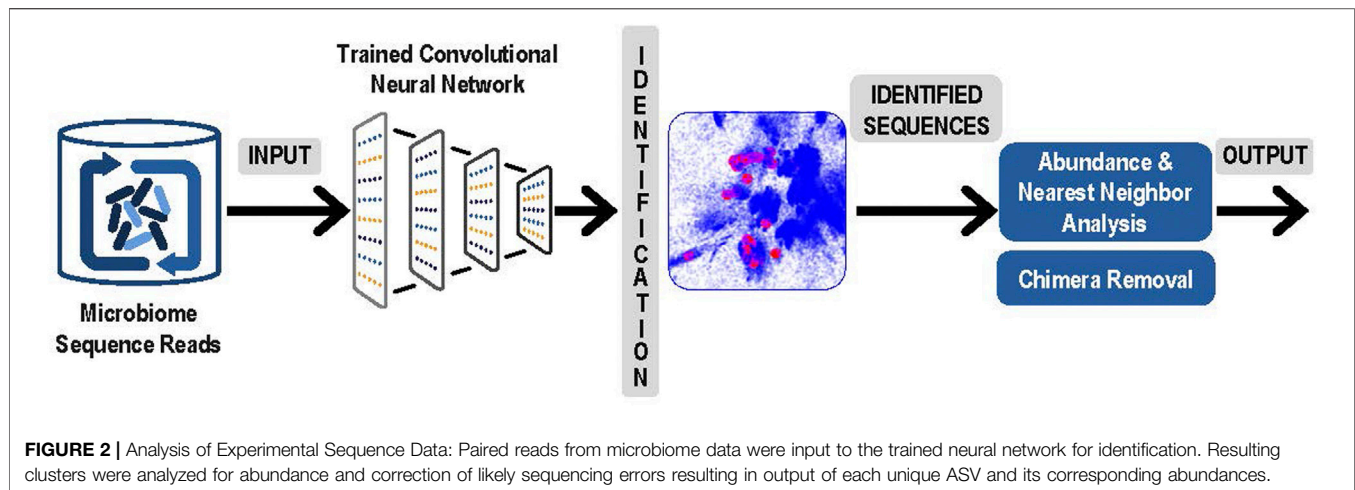 Trained Convolutional
Neural Network
INPUT
Microbiome
Sequence Reads
IDENTIFICATION
IDENTIFIED
SEQUENCES
Abundance &
Nearest Neighbor
Analysis
Chimera Removal
OUTPUT
FIGURE 2 | Analysis of Experimental Sequence Data: Paired reads from microbiome data were input to the trained neural network for identification. Resulting
clusters were analyzed for abundance and correction of likely sequencing errors resulting in output of each unique ASV and its corresponding abundances.